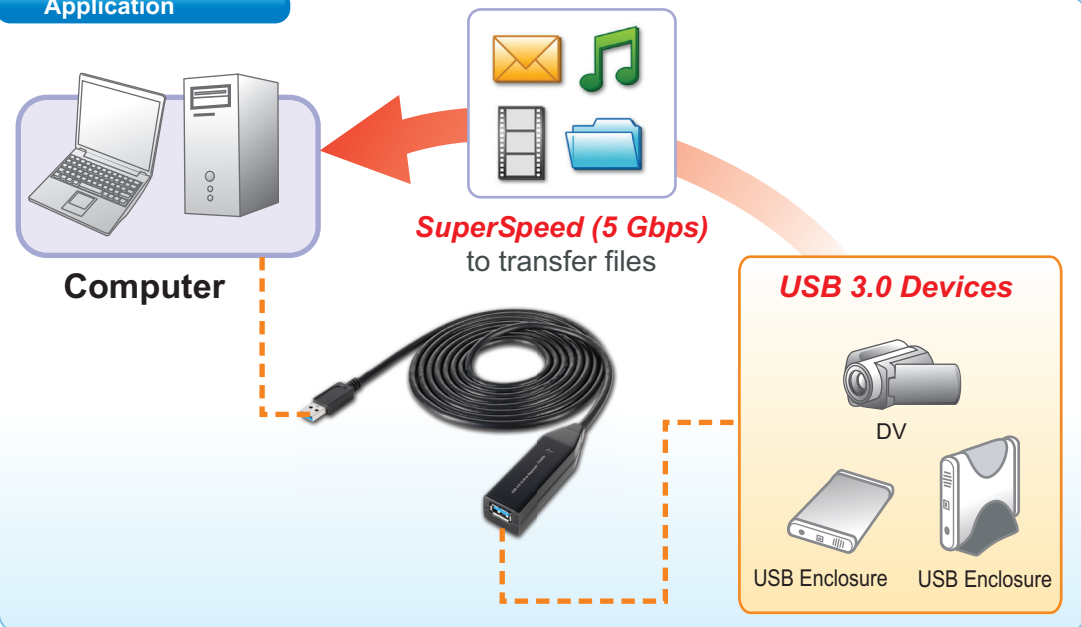 Application
SuperSpeed (5 Gbps)
to transfer files
Computer
USB 3.0 Devices
DV
USB Enclosure
USB Enclosure